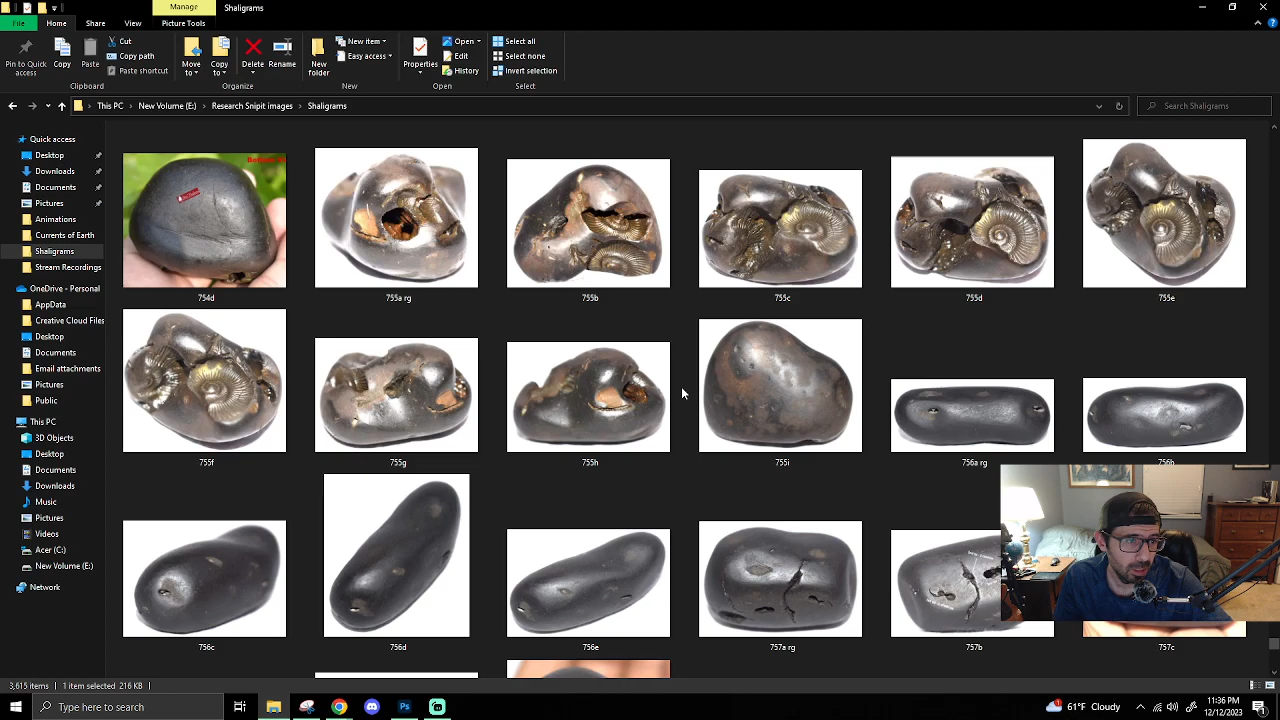 Manage
Shaligrams
File
Home
Share
View
Picture Tools
Pin to Quick access
Copy
Paste
Cut
Copy path
Paste shortcut
Move to
Copy to
Delete
Rename
New folder
New item
Easy access
Properties
Open
Edit
History
Select all
Select none
Invert selection
Clipboard
Organize
New
Open
Select
This PC
New Volume (E:)
Research Snipit images
Shaligrams
Search Shaligrams
Quick access
Desktop
Downloads
Documents
Pictures
Animations
Currents of Earth
Shaligrams
Stream Recordings
OneDrive - Personal
AppData
Creative Cloud Files
Desktop
Documents
Email attachments
Pictures
Public
This PC
3D Objects
Desktop
Documents
Downloads
Music
Pictures
Videos
Acer (C:)
New Volume (E:)
Network
754d
755a rg
755b
755c
755d
755e
755f
755g
755h
755i
756a rg
756b
756c
756d
756e
757a rg
757b
757c
3,615 items
1 item selected 216 KB
Type here to search
Ps
61°F Cloudy
11:36 PM
12/12/2023